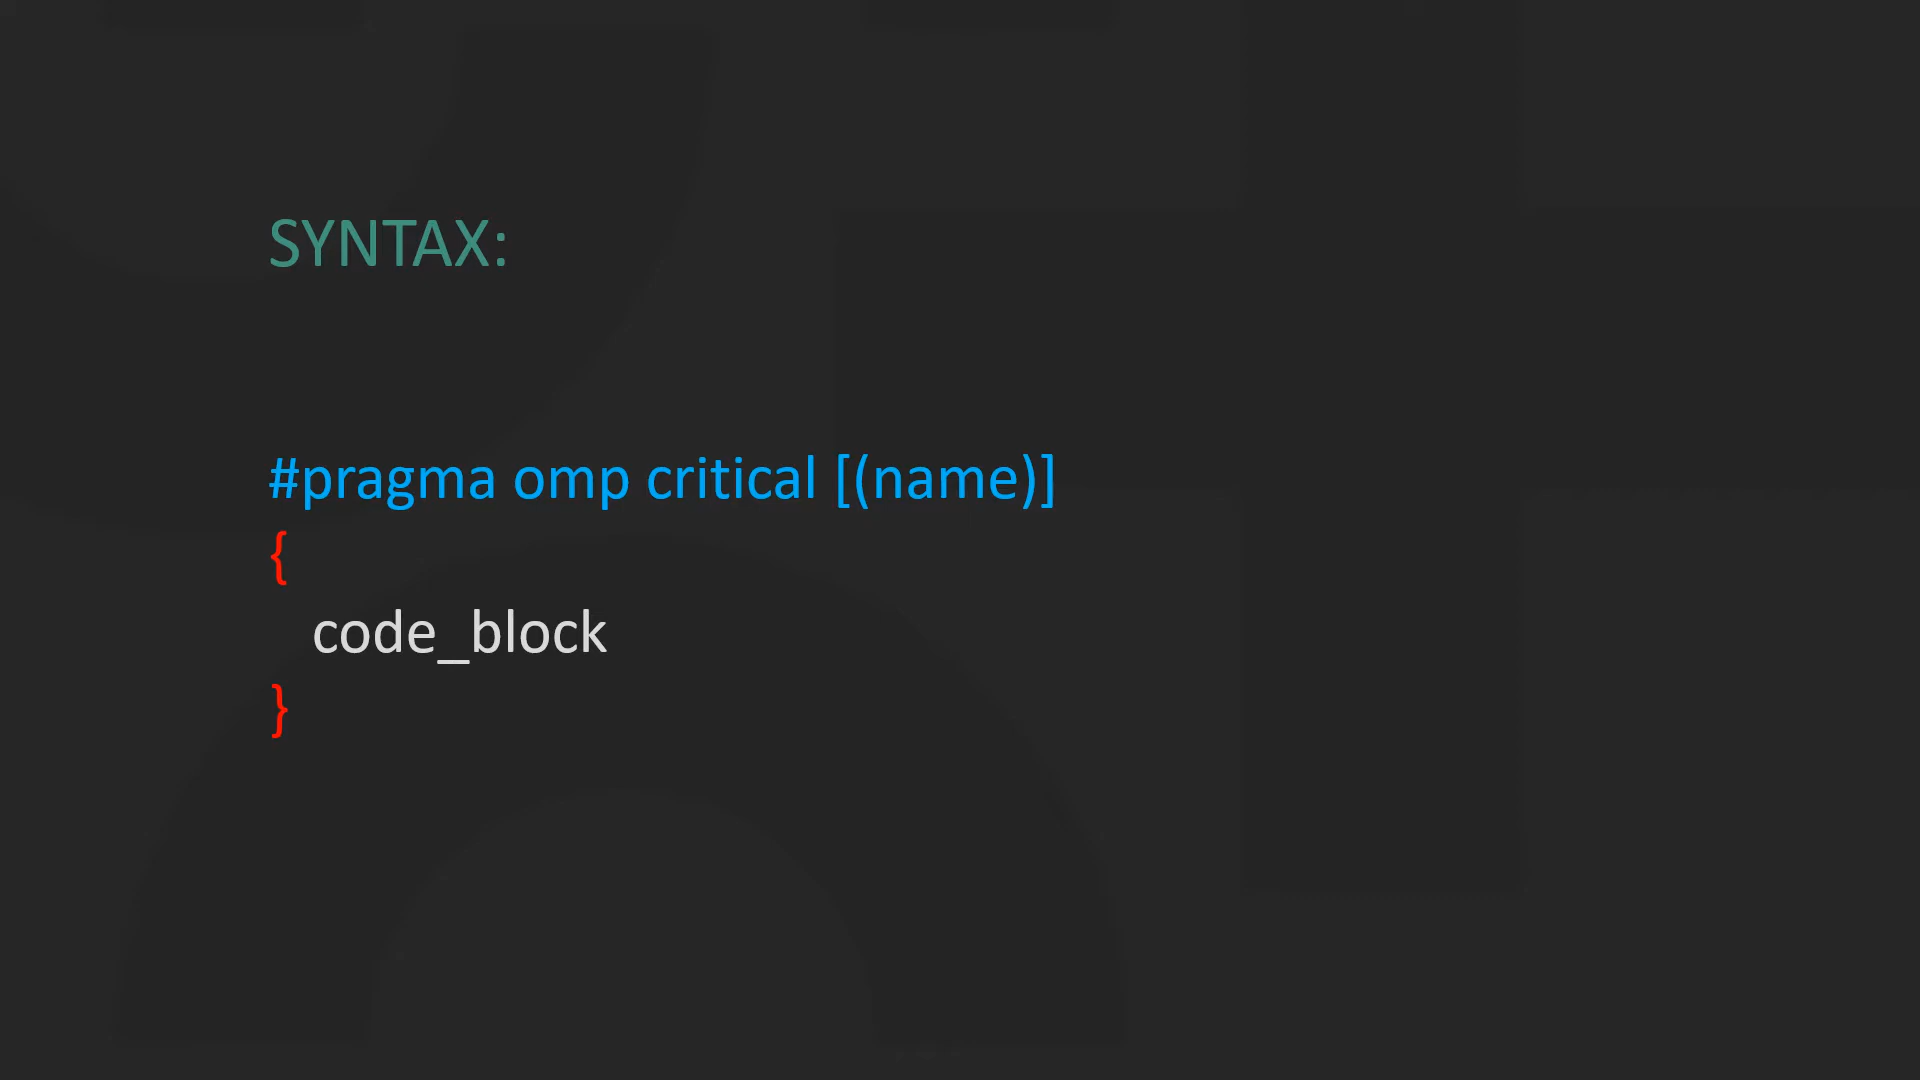 SYNTAX:
#pragma omp critical [(name)]
{
code_block
}